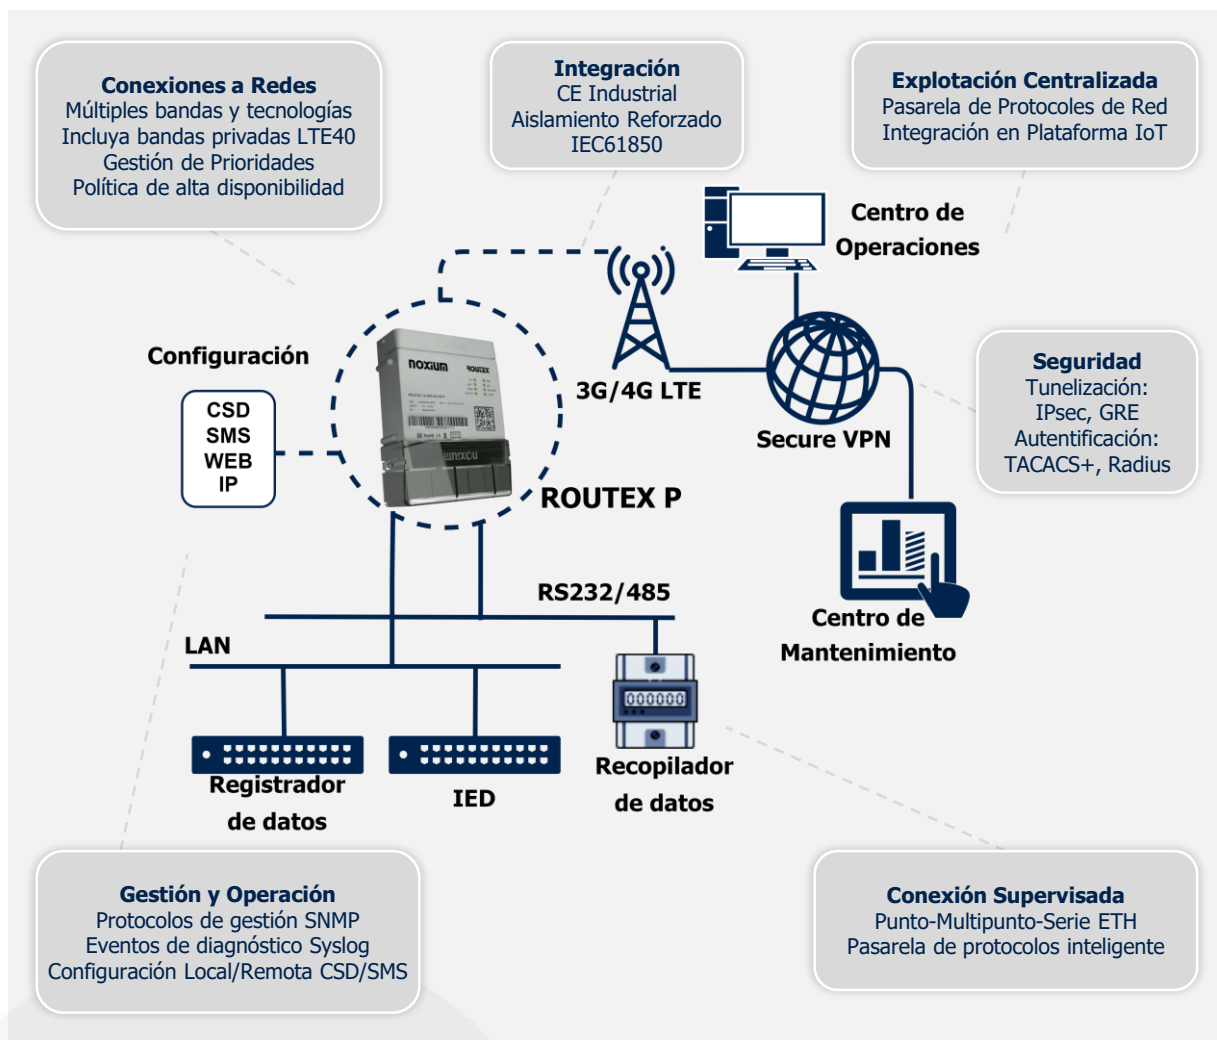 Conexiones a Redes
Múltiples bandas y tecnologías
Incluya bandas privadas LTE40
Gestión de Prioridades
Política de alta disponibilidad
Integración
CE Industrial
Aislamiento Reforzado
IEC61850
Explotación Centralizada
Pasarela de Protocoles de Red
Integración en Plataforma IoT
Centro de
Operaciones
Configuración
CSD
SMS
WEB
IP
noxium
ROUTEX
ROUTEX P
3G/4G LTE
Secure VPN
Seguridad
Tunelización:
IPsec, GRE
Autentificación:
TACACS+, Radius
RS232/485
LAN
Centro de
Mantenimiento
000000
Registrador
de datos
IED
Recopilador
de datos
Gestión y Operación
Protocolos de gestión SNMP
Eventos de diagnóstico Syslog
Configuración Local/Remota CSD/SMS
Conexión Supervisada
Punto-Multipunto-Serie ETH
Pasarela de protocolos inteligente